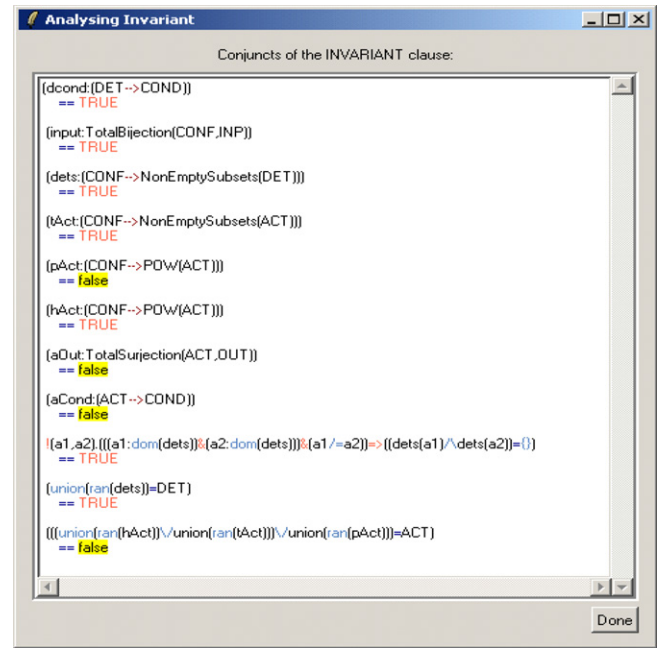 Analysing Invariant
Conjuncts of the INVARIANT clause:
(dcond:(DET-->COND))
== TRUE
(input:TotalBijection(CONF,INP))
== TRUE
(dets:(CONF-->NonEmptySubsets(DET)))
== TRUE
(tAct:(CONF-->NonEmptySubsets(ACT)))
== TRUE
(pAct:(CONF-->POW(ACT)))
== false
(hAct:(CONF-->POW(ACT)))
== TRUE
(aOut:TotalSurjection(ACT,OUT))
== false
(aCond:(ACT-->COND))
== false
!(a1,a2).(((a1:dom(dets))&(a2:dom(dets)))&(a1/=a2))=>((dets(a1)/\dets(a2))={})
== TRUE
(union(ran(dets))=DET)
== TRUE
(((union(ran(hAct))\/union(ran(tAct)))\/union(ran(pAct)))=ACT)
== false
Done